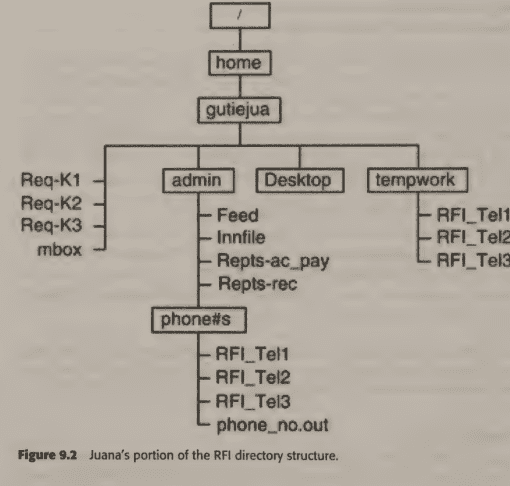 /
home
gutiejua
Req-K1
Req-K2
Req-K3
mbox
admin
Feed
Innfile
Repts-ac_pay
Repts-rec
phone#s
RFI_Tel1
RFI_Tel2
RFI_Tel3
phone_no.out
Desktop
tempwork
RFI_Tel1
RFI_Tel2
RFI_Tel3
Figure 9.2 Juana's portion of the RFI directory structure.